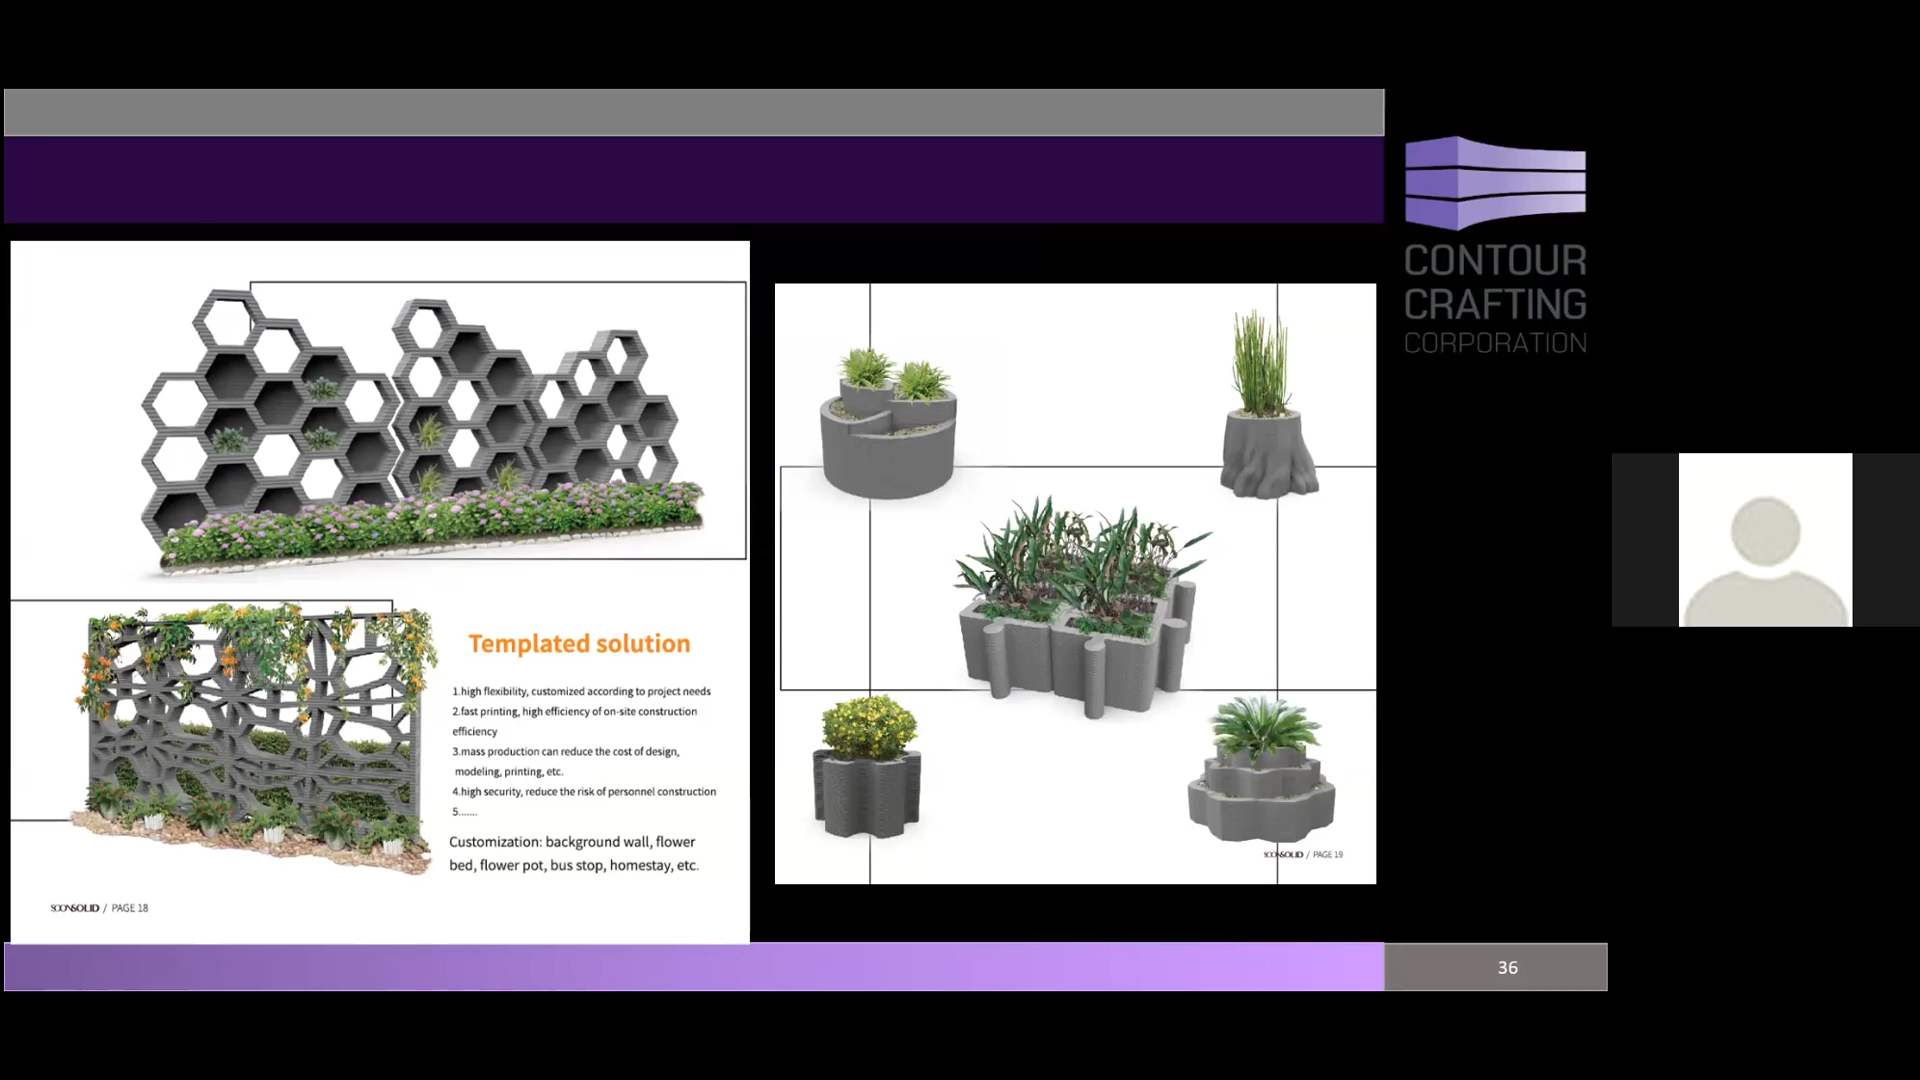 CONTOUR
CRAFTING
CORPORATION
Templated solution
1.high flexibility, customized according to project needs
2.fast printing, high efficiency of on-site construction
efficiency
3.mass production can reduce the cost of design,
modeling, printing, etc.
4.high security, reduce the risk of personnel construction
5.......
Customization: background wall, flower
bed, flower pot, bus stop, homestay, etc.
SOONSOLID / PAGE 18
SOONSOLID / PAGE 19
36